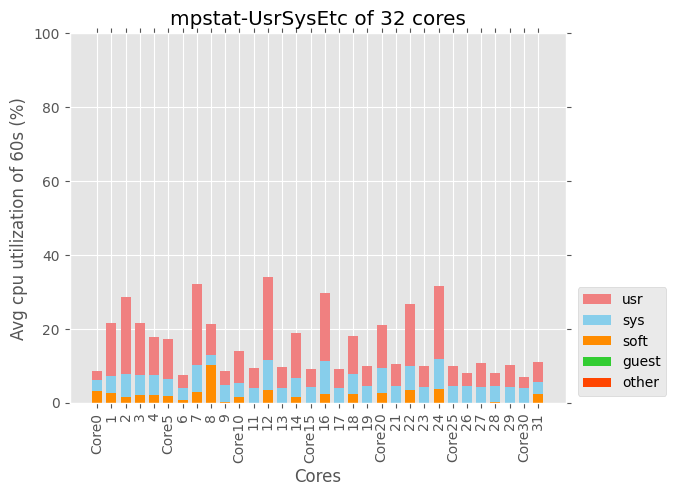 mpstat-UsrSysEtc of 32 cores
Avg cpu utilization of 60s (%)
100
80
60
40
20
0
Core0
1
2
3
4
Core5
6
7
8
9
Core10
11
12
13
14
Core15
16
17
18
19
Core20
21
22
23
24
Core25
26
27
28
29
Core30
31
Cores
usr
sys
soft
guest
other